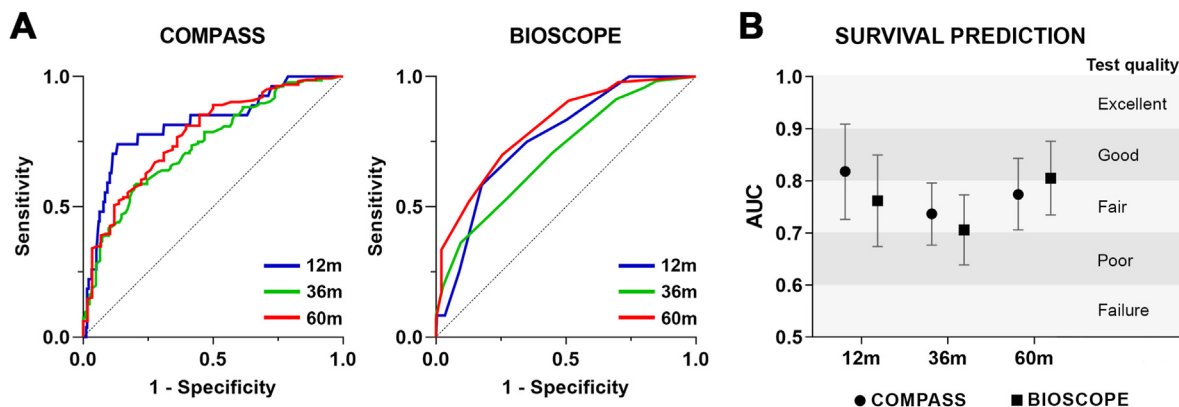 A
COMPASS
Sensitivity
1.0
0.5
0.0
12m
36m
60m
0.0
0.5
1.0
1 - Specificity
BIOSCOPE
Sensitivity
1.0
0.5
0.0
12m
36m
60m
0.0
0.5
1.0
1 - Specificity
B
SURVIVAL PREDICTION
Test quality
AUC
1.0
0.9
0.8
0.7
0.6
0.5
Excellent
Good
Fair
Poor
Failure
12m
36m
60m
COMPASS
BIOSCOPE